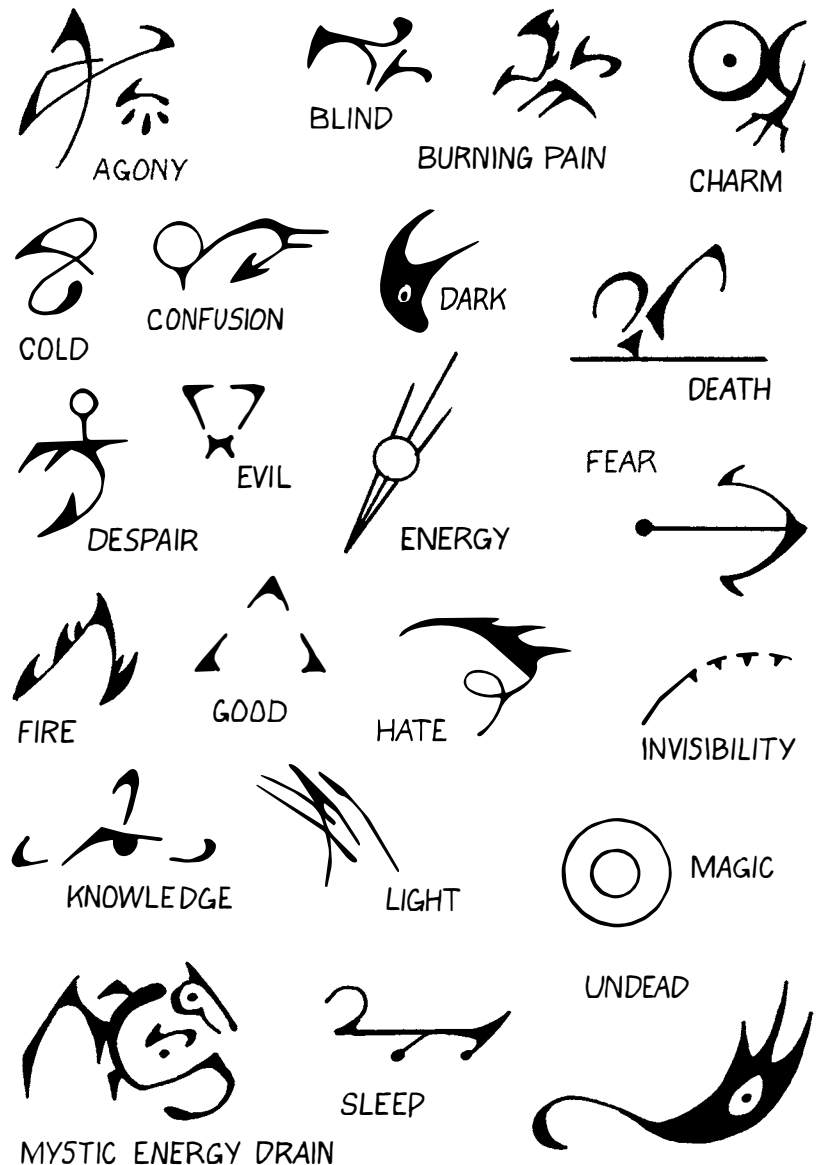 AGONY
BLIND
BURNING PAIN
CHARM
COLD
CONFUSION
DARK
DEATH
DESPAIR
EVIL
ENERGY
FEAR
FIRE
GOOD
HATE
INVISIBILITY
KNOWLEDGE
LIGHT
MAGIC
MYSTIC ENERGY DRAIN
SLEEP
UNDEAD